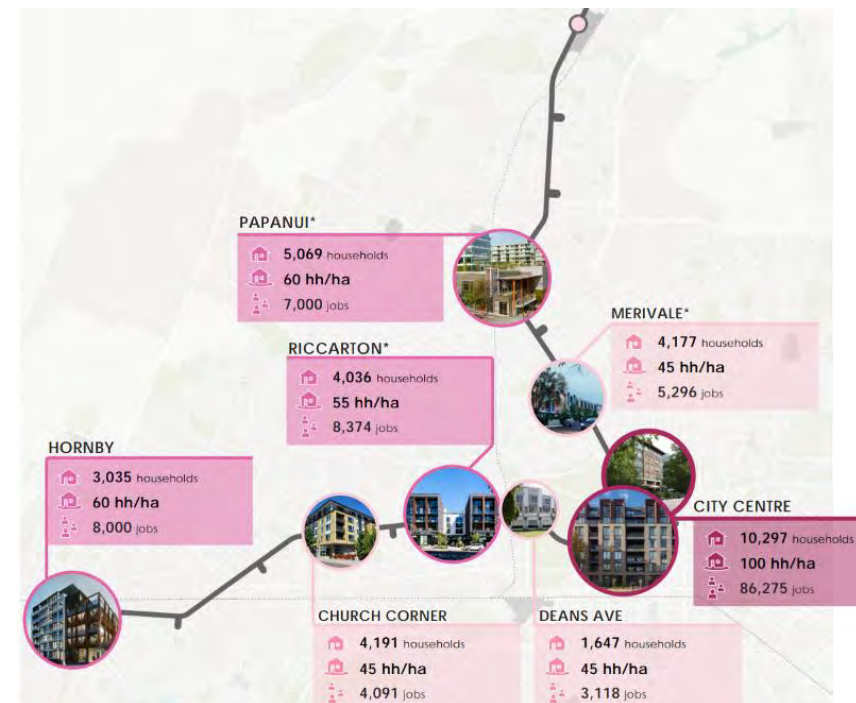 PAPANUI*
5,069 households
60 hh/ha
7,000 jobs
MERIVALE*
4,177 households
45 hh/ha
5,296 jobs
RICCARTON*
4,036 households
55 hh/ha
8,374 jobs
HORNBY
3,035 households
60 hh/ha
8,000 jobs
CITY CENTRE
10,297 households
100 hh/ha
86,275 jobs
CHURCH CORNER
4,191 households
45 hh/ha
4,091 jobs
DEANS AVE
1,647 households
45 hh/ha
3,118 jobs